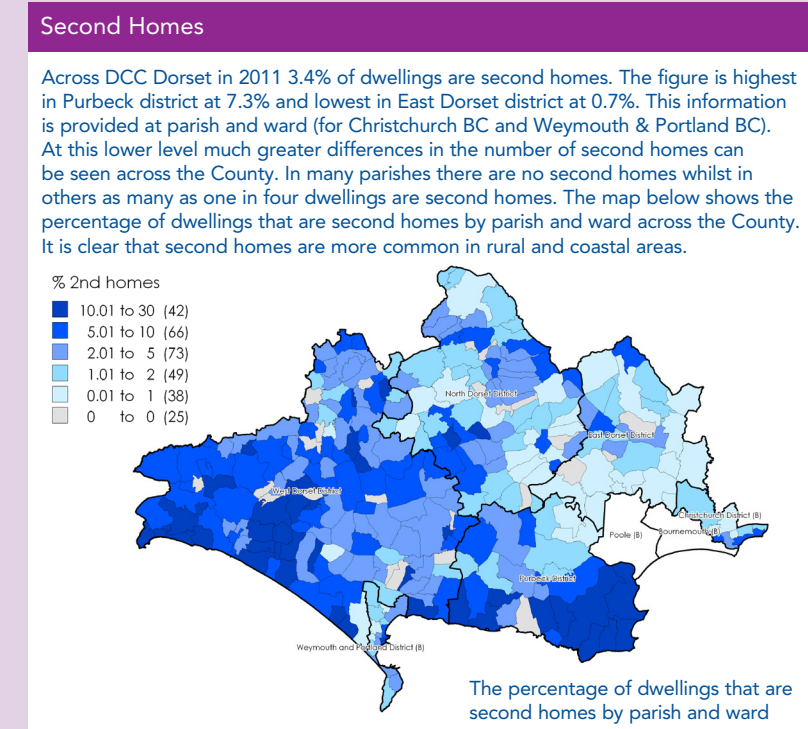 Second Homes
Across DCC Dorset in 2011 3.4% of dwellings are second homes. The figure is highest
in Purbeck district at 7.3% and lowest in East Dorset district at 0.7%. This information
is provided at parish and ward (for Christchurch BC and Weymouth & Portland BC).
At this lower level much greater differences in the number of second homes can
be seen across the County. In many parishes there are no second homes whilst in
others as many as one in four dwellings are second homes. The map below shows the
percentage of dwellings that are second homes by parish and ward across the County.
It is clear that second homes are more common in rural and coastal areas.
% 2nd homes
10.01 to 30 (42)
5.01 to 10 (66)
2.01 to 5 (73)
1.01 to 2 (49)
0.01 to 1 (38)
0 to 0 (25)
North Dorset District
East Dorset District
West Dorset District
Christchurch District (B)
Bournemouth (B)
Poole (B)
Purbeck District
Weymouth and Portland District (B)
The percentage of dwellings that are
second homes by parish and ward